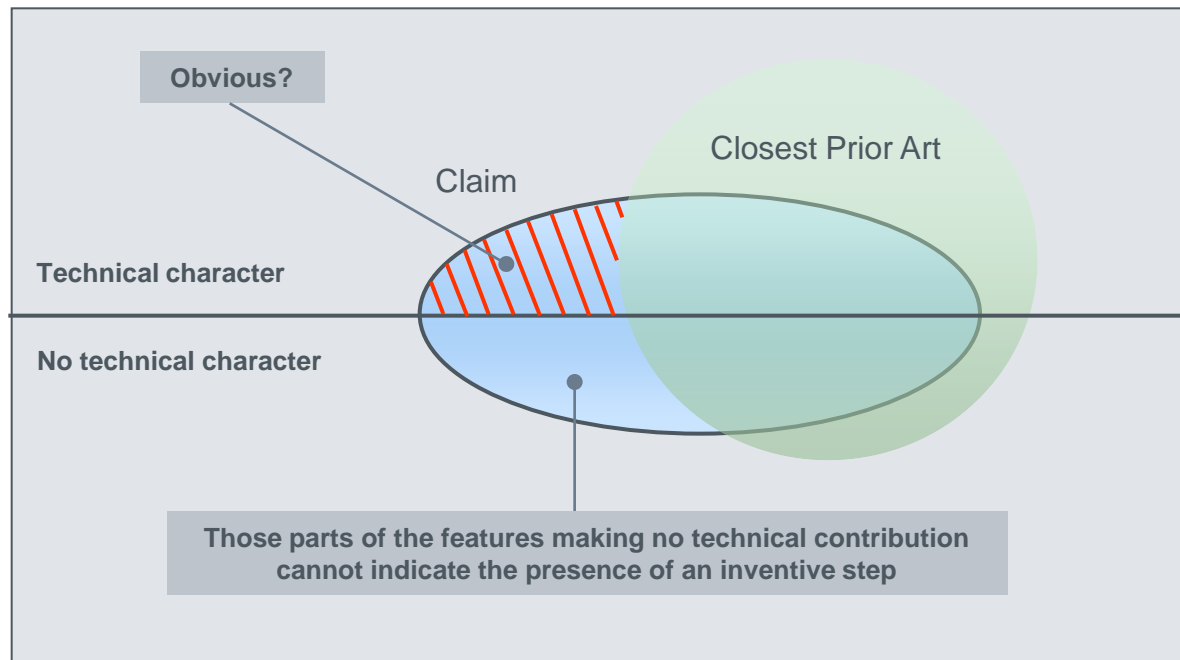 Obvious?
Closest Prior Art
Claim
Technical character
No technical character
Those parts of the features making no technical contribution
cannot indicate the presence of an inventive step